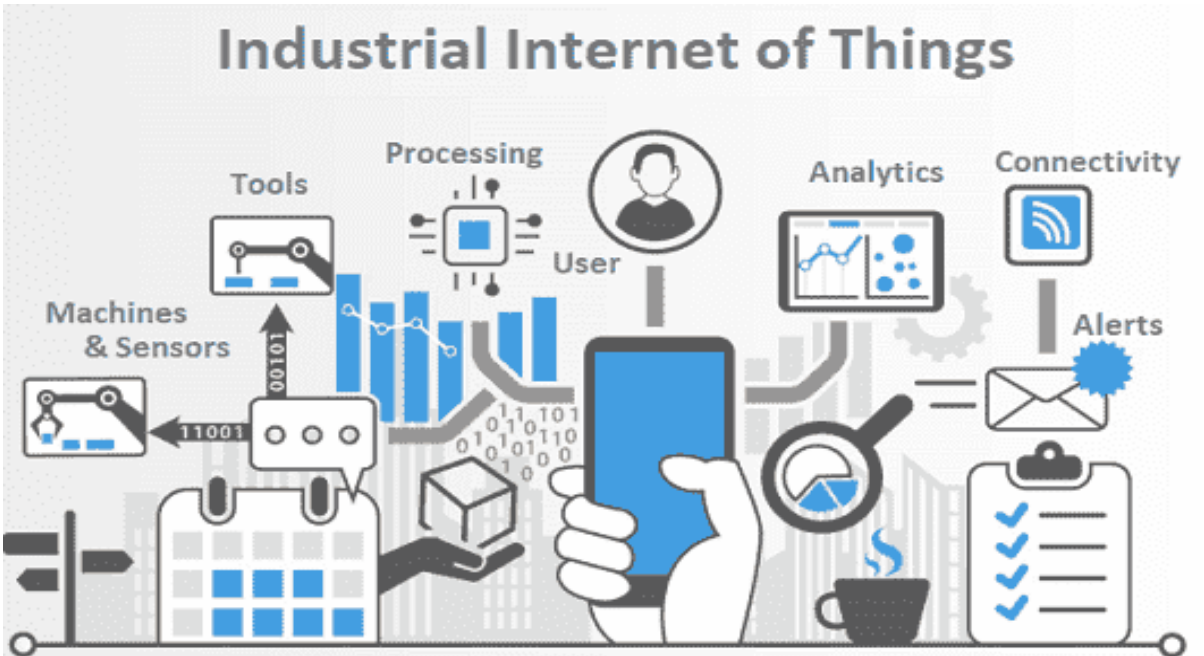 Industrial Internet of Things
Processing
Analytics
Connectivity
Tools
User
Machines
& Sensors
Alerts
00101
11001